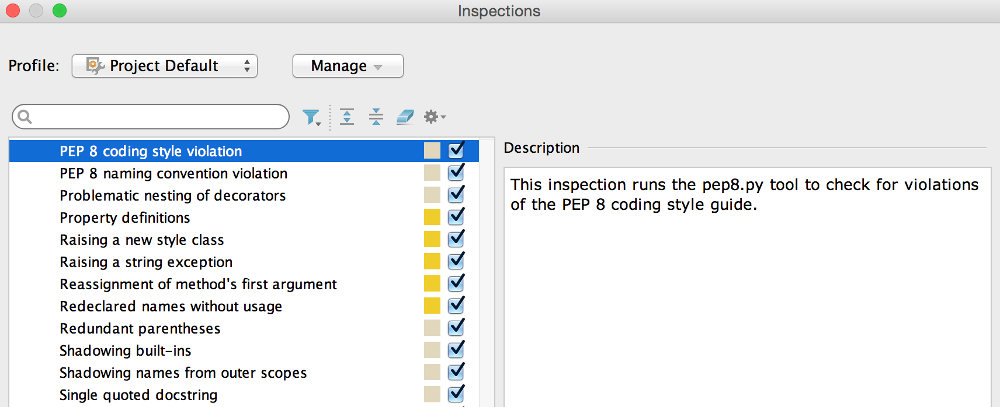 Inspections
Profile:
Project Default
Manage
PEP 8 coding style violation
PEP 8 naming convention violation
Problematic nesting of decorators
Property definitions
Raising a new style class
Raising a string exception
Reassignment of method's first argument
Redeclared names without usage
Redundant parentheses
Shadowing built-ins
Shadowing names from outer scopes
Single quoted docstring
Description
This inspection runs the pep8.py tool to check for violations
of the PEP 8 coding style guide.